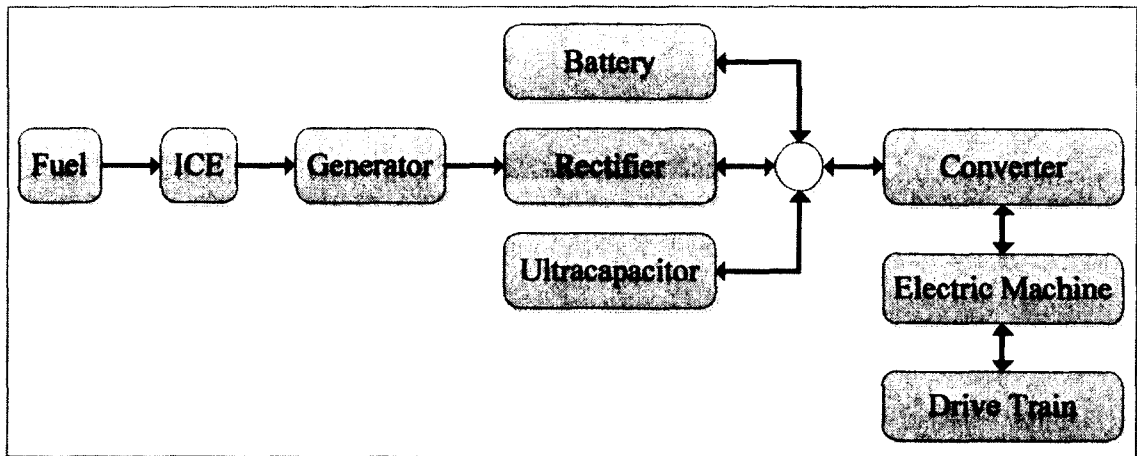 Battery
Fuel
ICE
Generator
Rectifier
Converter
Ultracapacitor
Electric Machine
Drive Train